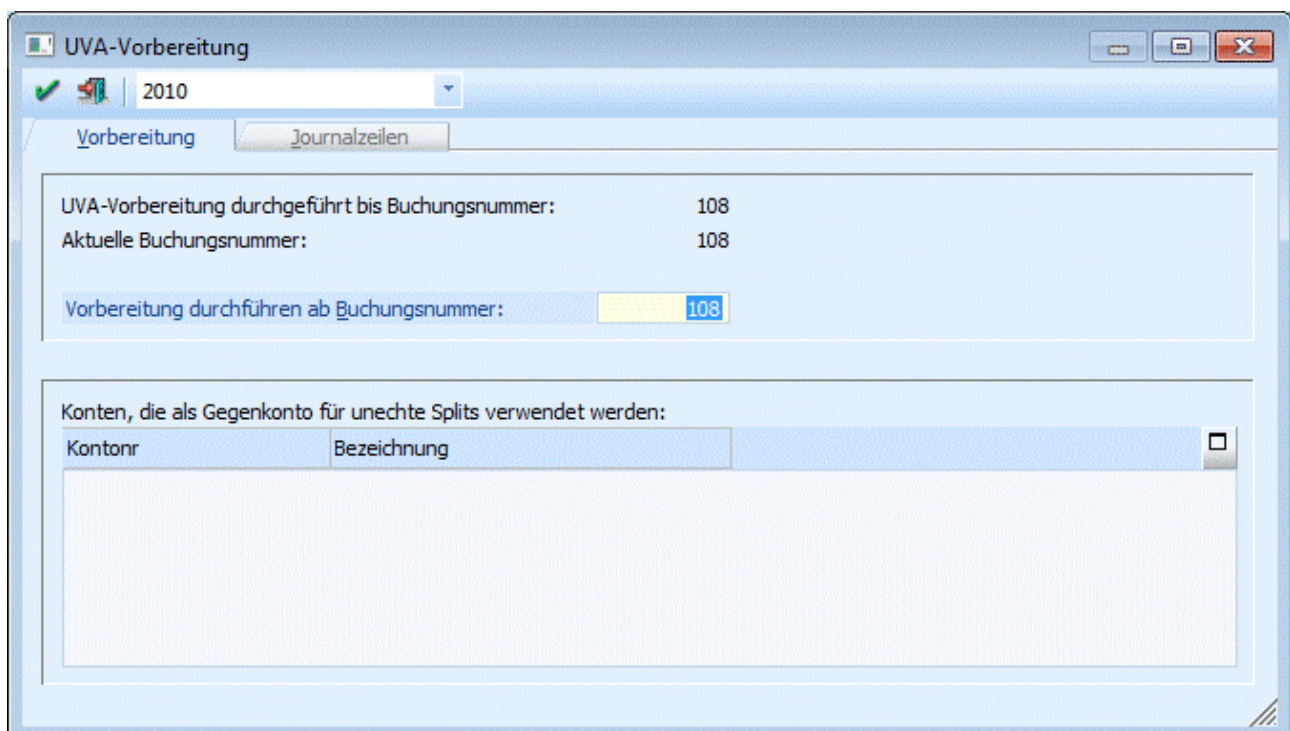 UVA-Vorbereitung
2010
Vorbereitung Journalzeilen
UVA-Vorbereitung durchgeführt bis Buchungsnummer: 108
Aktuelle Buchungsnummer: 108
Vorbereitung durchführen ab Buchungsnummer: 108
Konten, die als Gegenkonto für unechte Splits verwendet werden:
Kontonr Bezeichnung